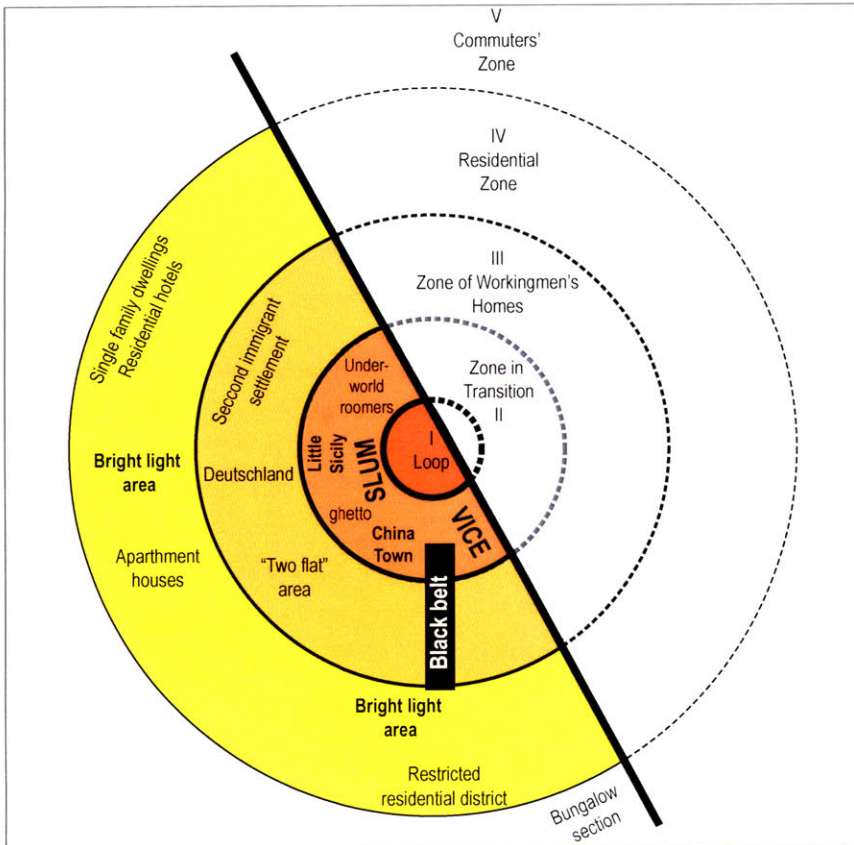 V
Commuters'
Zone
IV
Residential
Zone
III
Zone of Workingmen's
Homes
Zone in
Transition
II
I
Loop
Single family dwellings
Residential hotels
Seccond immigrant
settlement
Under-
world
roomers
Little
Sicily
SLUM
VICE
Bright light
area
Deutschland
ghetto
China
Town
Aparthment
houses
"Two flat"
area
Black belt
Bright light
area
Restricted
residential district
Bungalow
section